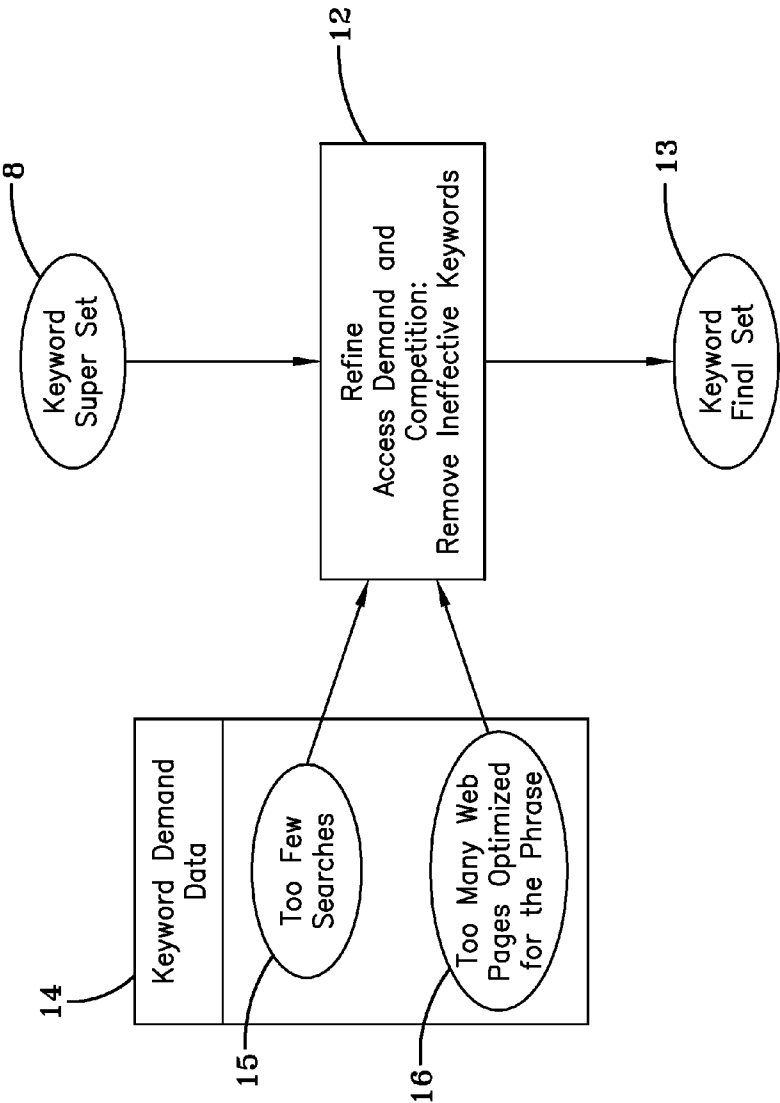 8
Keyword
Super Set
12
Refine
Access Demand and
Competition:
Remove Ineffective Keywords
13
Keyword
Final Set
14
Keyword Demand
Data
15
Too Few
Searches
16
Too Many Web
Pages Optimized
for the Phrase